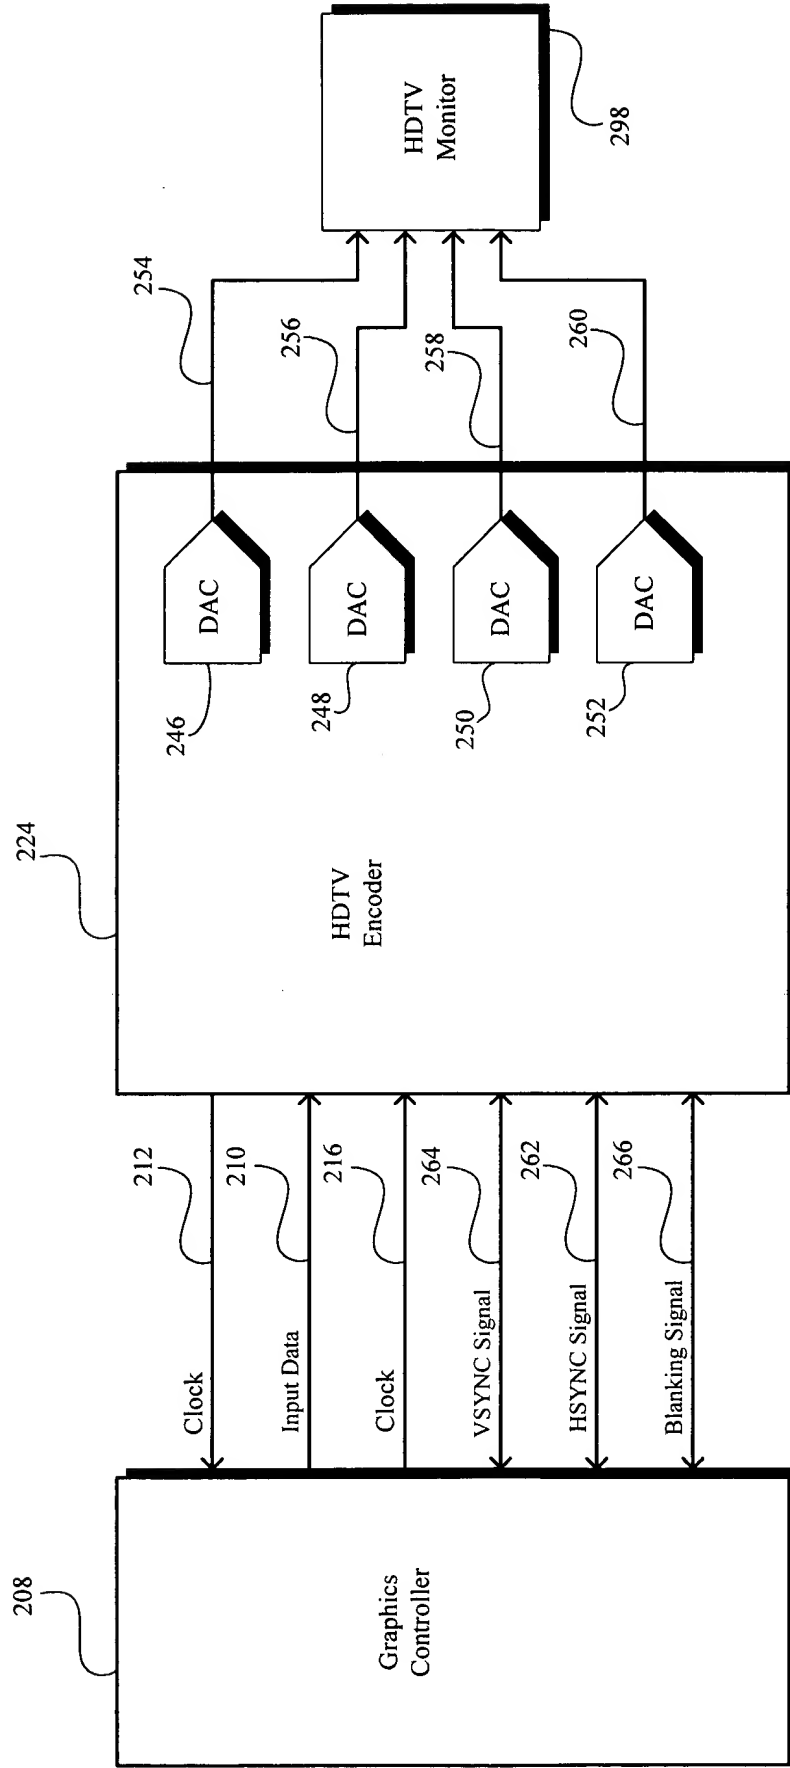 208
Graphics
Controller
Clock
212
Input Data
210
Clock
216
VSYNC Signal
264
HSYNC Signal
262
Blanking Signal
266
224
HDTV
Encoder
246
DAC
248
DAC
250
DAC
252
DAC
254
256
258
260
HDTV
Monitor
298